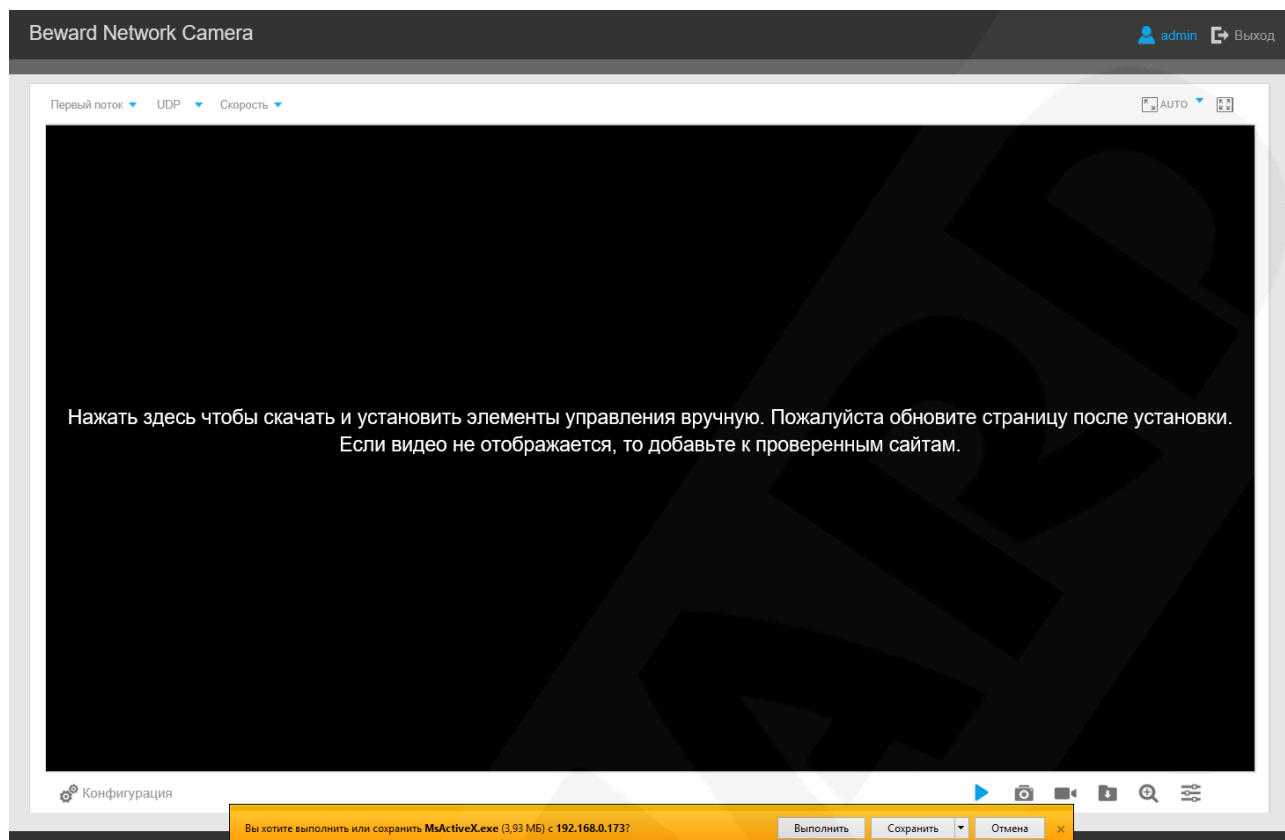 Beward Network Camera
admin Выход
Первый поток UDP Скорость AUTO
Нажать здесь чтобы скачать и установить элементы управления вручную. Пожалуйста обновите страницу после установки.
Если видео не отображается, то добавьте к проверенным сайтам.
Конфигурация
Вы хотите выполнить или сохранить MsActiveX.exe (3,93 МБ) с 192.168.0.173? Выполнить Сохранить Отмена ×